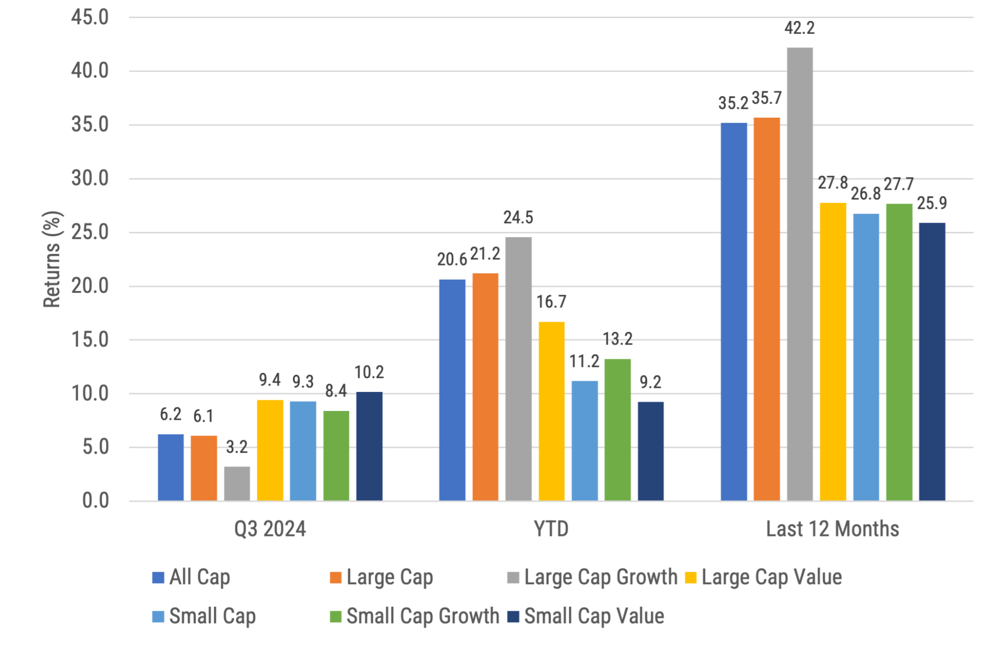 45.0
40.0
35.0
30.0
25.0
20.0
15.0
10.0
5.0
0.0
Returns (%)
6.2 6.1 3.2 9.4 9.3 8.4 10.2
20.6 21.2 24.5 16.7 11.2 13.2 9.2
35.2 35.7 42.2 27.8 26.8 27.7 25.9
Q3 2024 YTD Last 12 Months
All Cap Large Cap Large Cap Growth Large Cap Value
Small Cap Small Cap Growth Small Cap Value